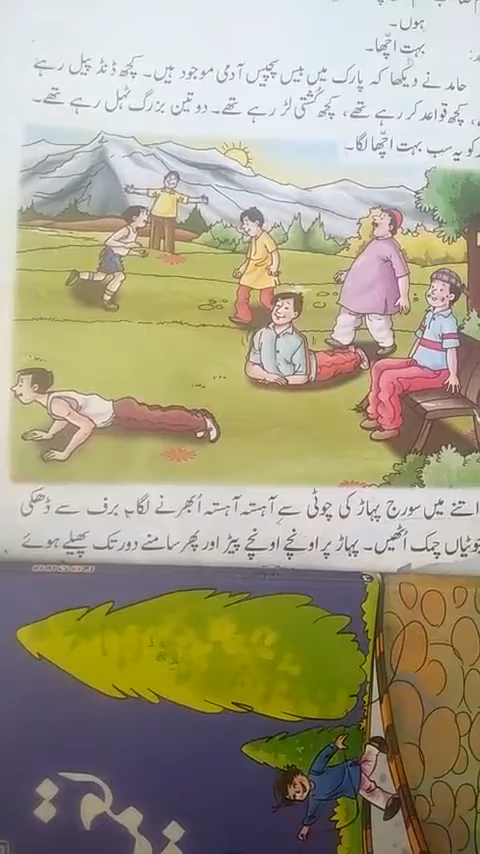 ہوں۔
بہت اچھا۔
حامد نے دیکھا کہ پارک میں بیس پچیس آدمی موجود ہیں۔ کچھ ڈنڈ پیل رہے
کچھ قواعد کر رہے تھے، کچھ کُشتی لڑ رہے تھے۔ دو تین بزرگ ٹہل رہے تھے۔
کو یہ سب بہت اچھا لگا۔
اتنے میں سورج پہاڑ کی چوٹی سے آہستہ آہستہ اُبھرنے لگا۔ برف سے ڈھکی
چوٹیاں چمک اُٹھیں۔ پہاڑ پر اونچے اونچے پیڑ اور پھر سامنے دور تک پھیلے ہوئے